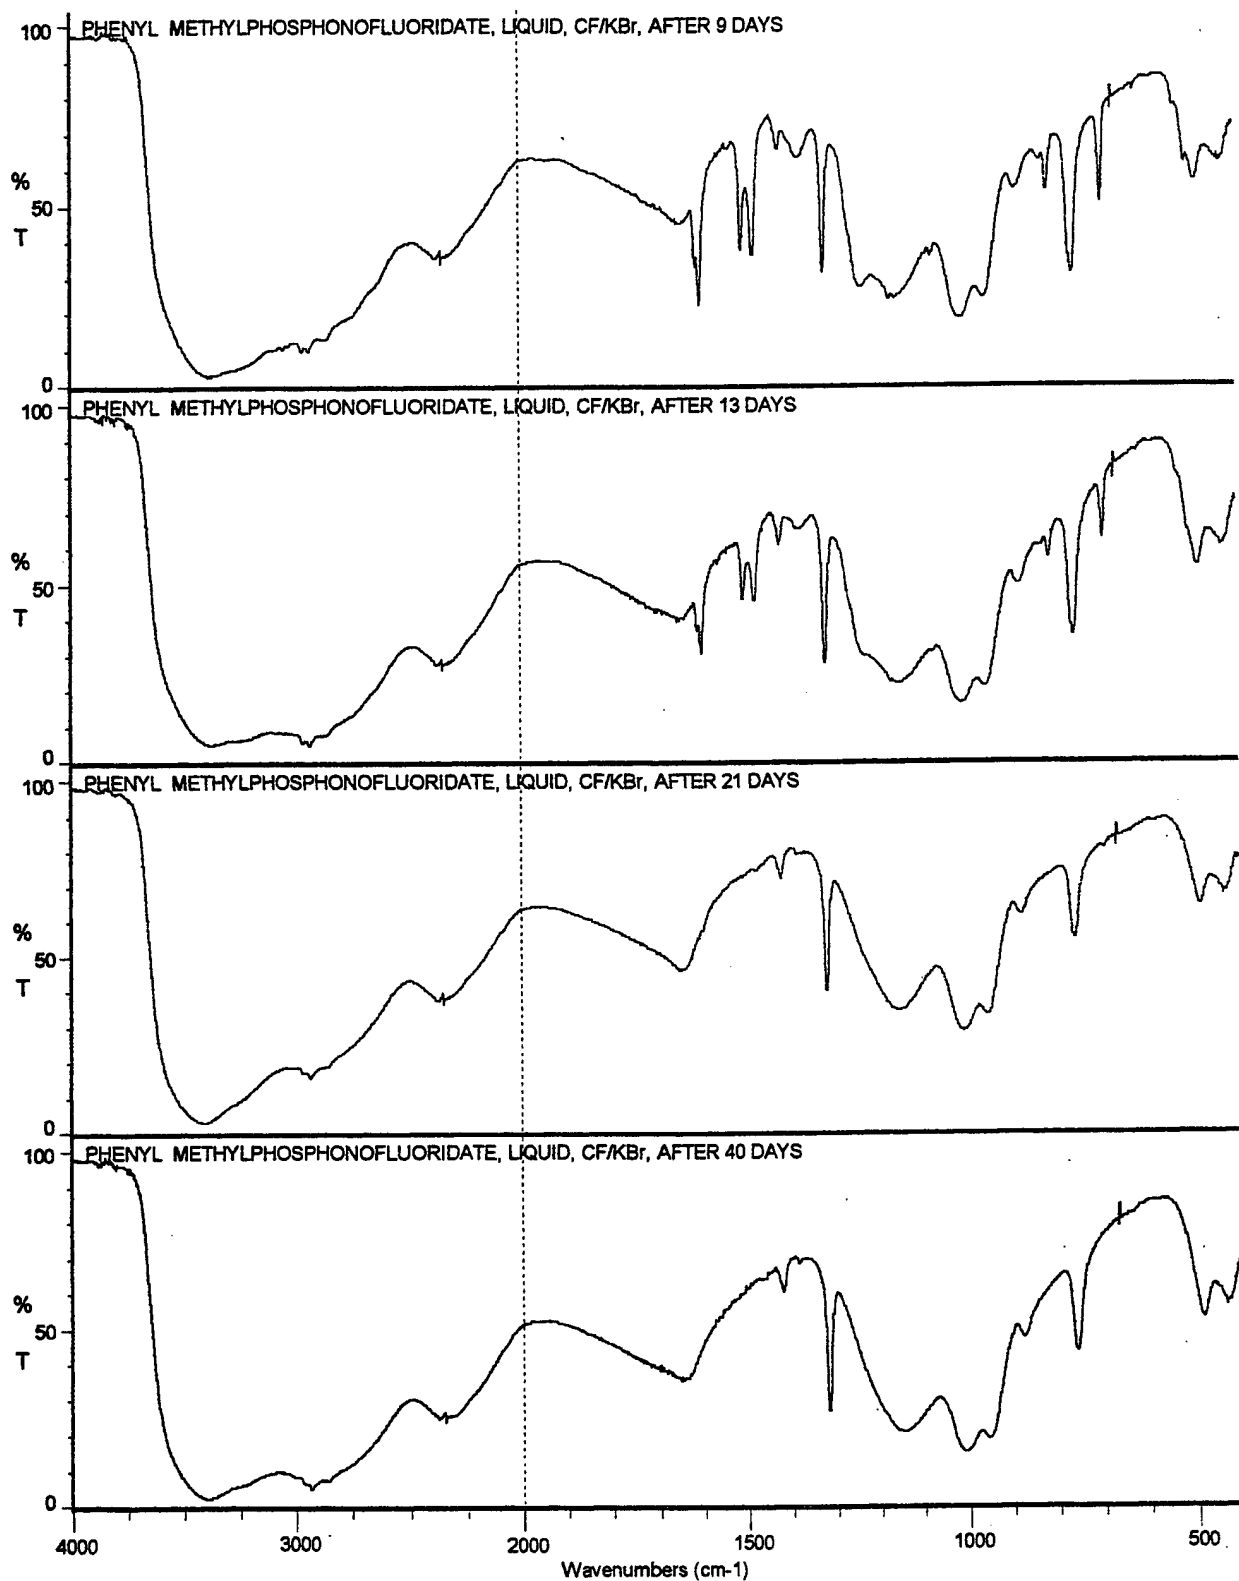 PHENYL METHYLPHOSPHONOFLUORIDATE, LIQUID, CF/KBr, AFTER 9 DAYS
100
%
50
T
0
PHENYL METHYLPHOSPHONOFLUORIDATE, LIQUID, CF/KBr, AFTER 13 DAYS
100
%
50
T
0
PHENYL METHYLPHOSPHONOFLUORIDATE, LIQUID, CF/KBr, AFTER 21 DAYS
100
%
50
T
0
PHENYL METHYLPHOSPHONOFLUORIDATE, LIQUID, CF/KBr, AFTER 40 DAYS
100
%
50
T
0
4000 3000 2000 1500 1000 500
Wavenumbers (cm-1)